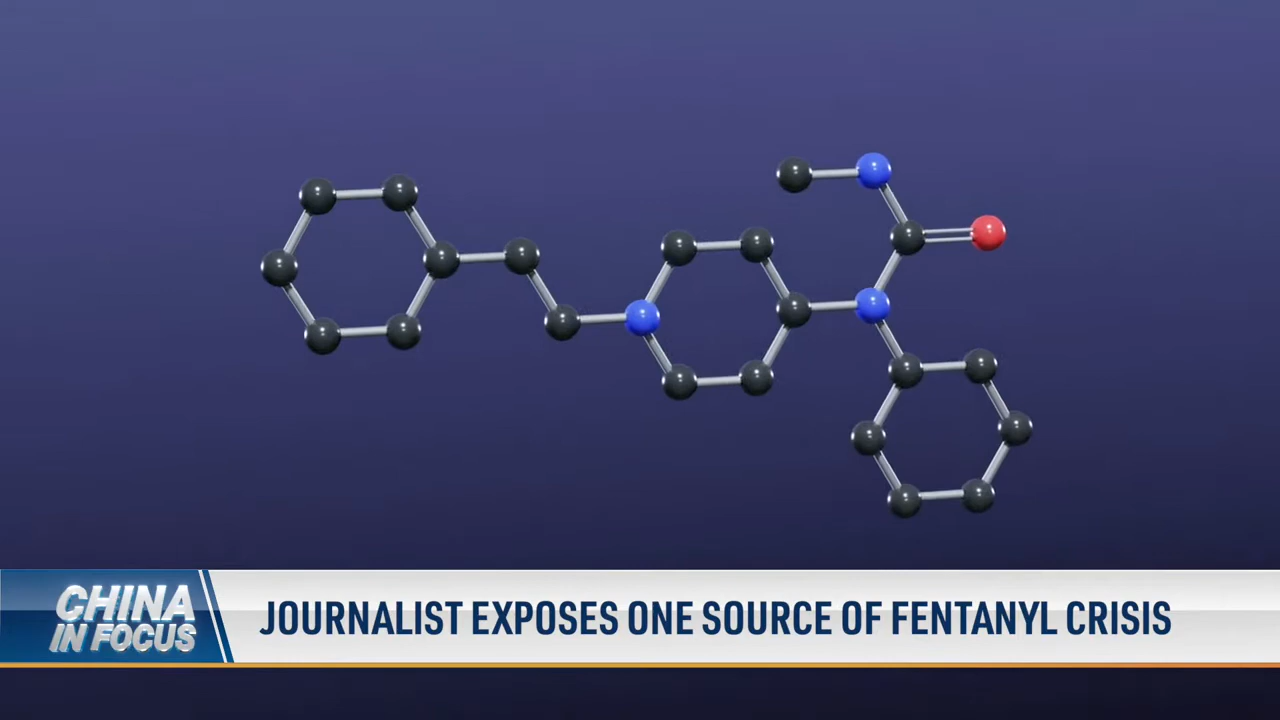 CHINA
IN FOCUS
JOURNALIST EXPOSES ONE SOURCE OF FENTANYL CRISIS